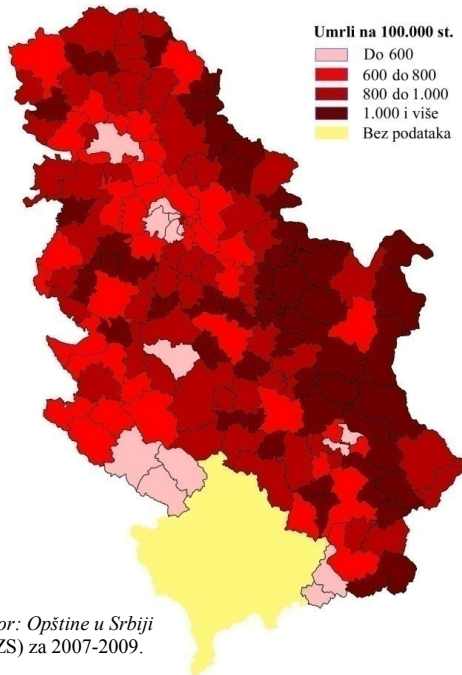 Umrli na 100.000 st.
Do 600
600 do 800
800 do 1.000
1.000 i više
Bez podataka
or: Opštine u Srbiji
ZS) za 2007-2009.